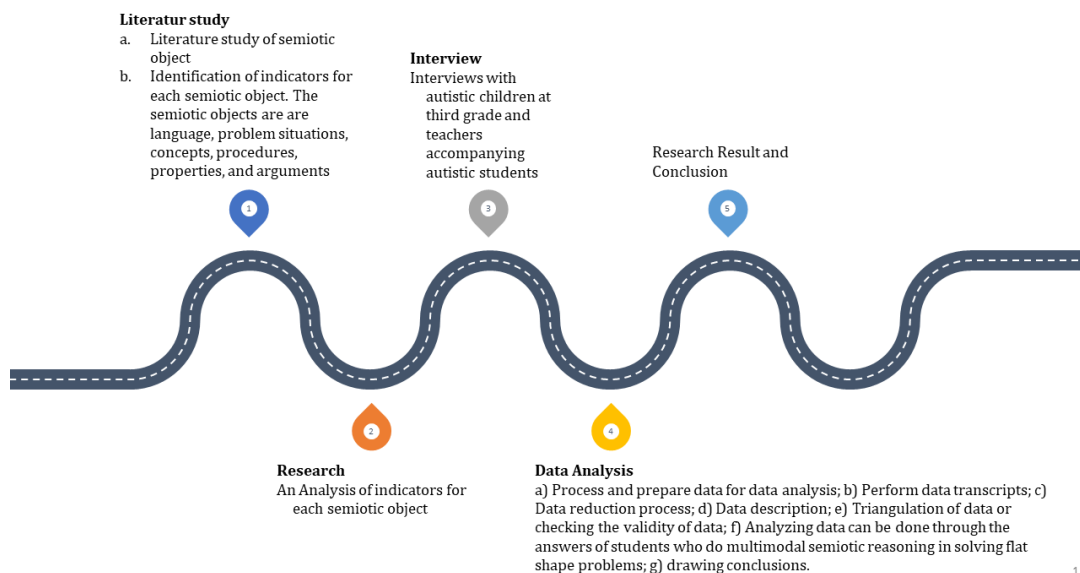 Literatur study
a. Literature study of semiotic
object
b. Identification of indicators for
each semiotic object. The
semiotic objects are are
language, problem situations,
concepts, procedures,
properties, and arguments
1
Research
An Analysis of indicators for
each semiotic object
2
Interview
Interviews with
autistic children at
third grade and
teachers
accompanying
autistic students
3
Data Analysis
a) Process and prepare data for data analysis; b) Perform data transcripts; c)
Data reduction process; d) Data description; e) Triangulation of data or
checking the validity of data; f) Analyzing data can be done through the
answers of students who do multimodal semiotic reasoning in solving flat
shape problems; g) drawing conclusions.
4
Research Result and
Conclusion
5
1